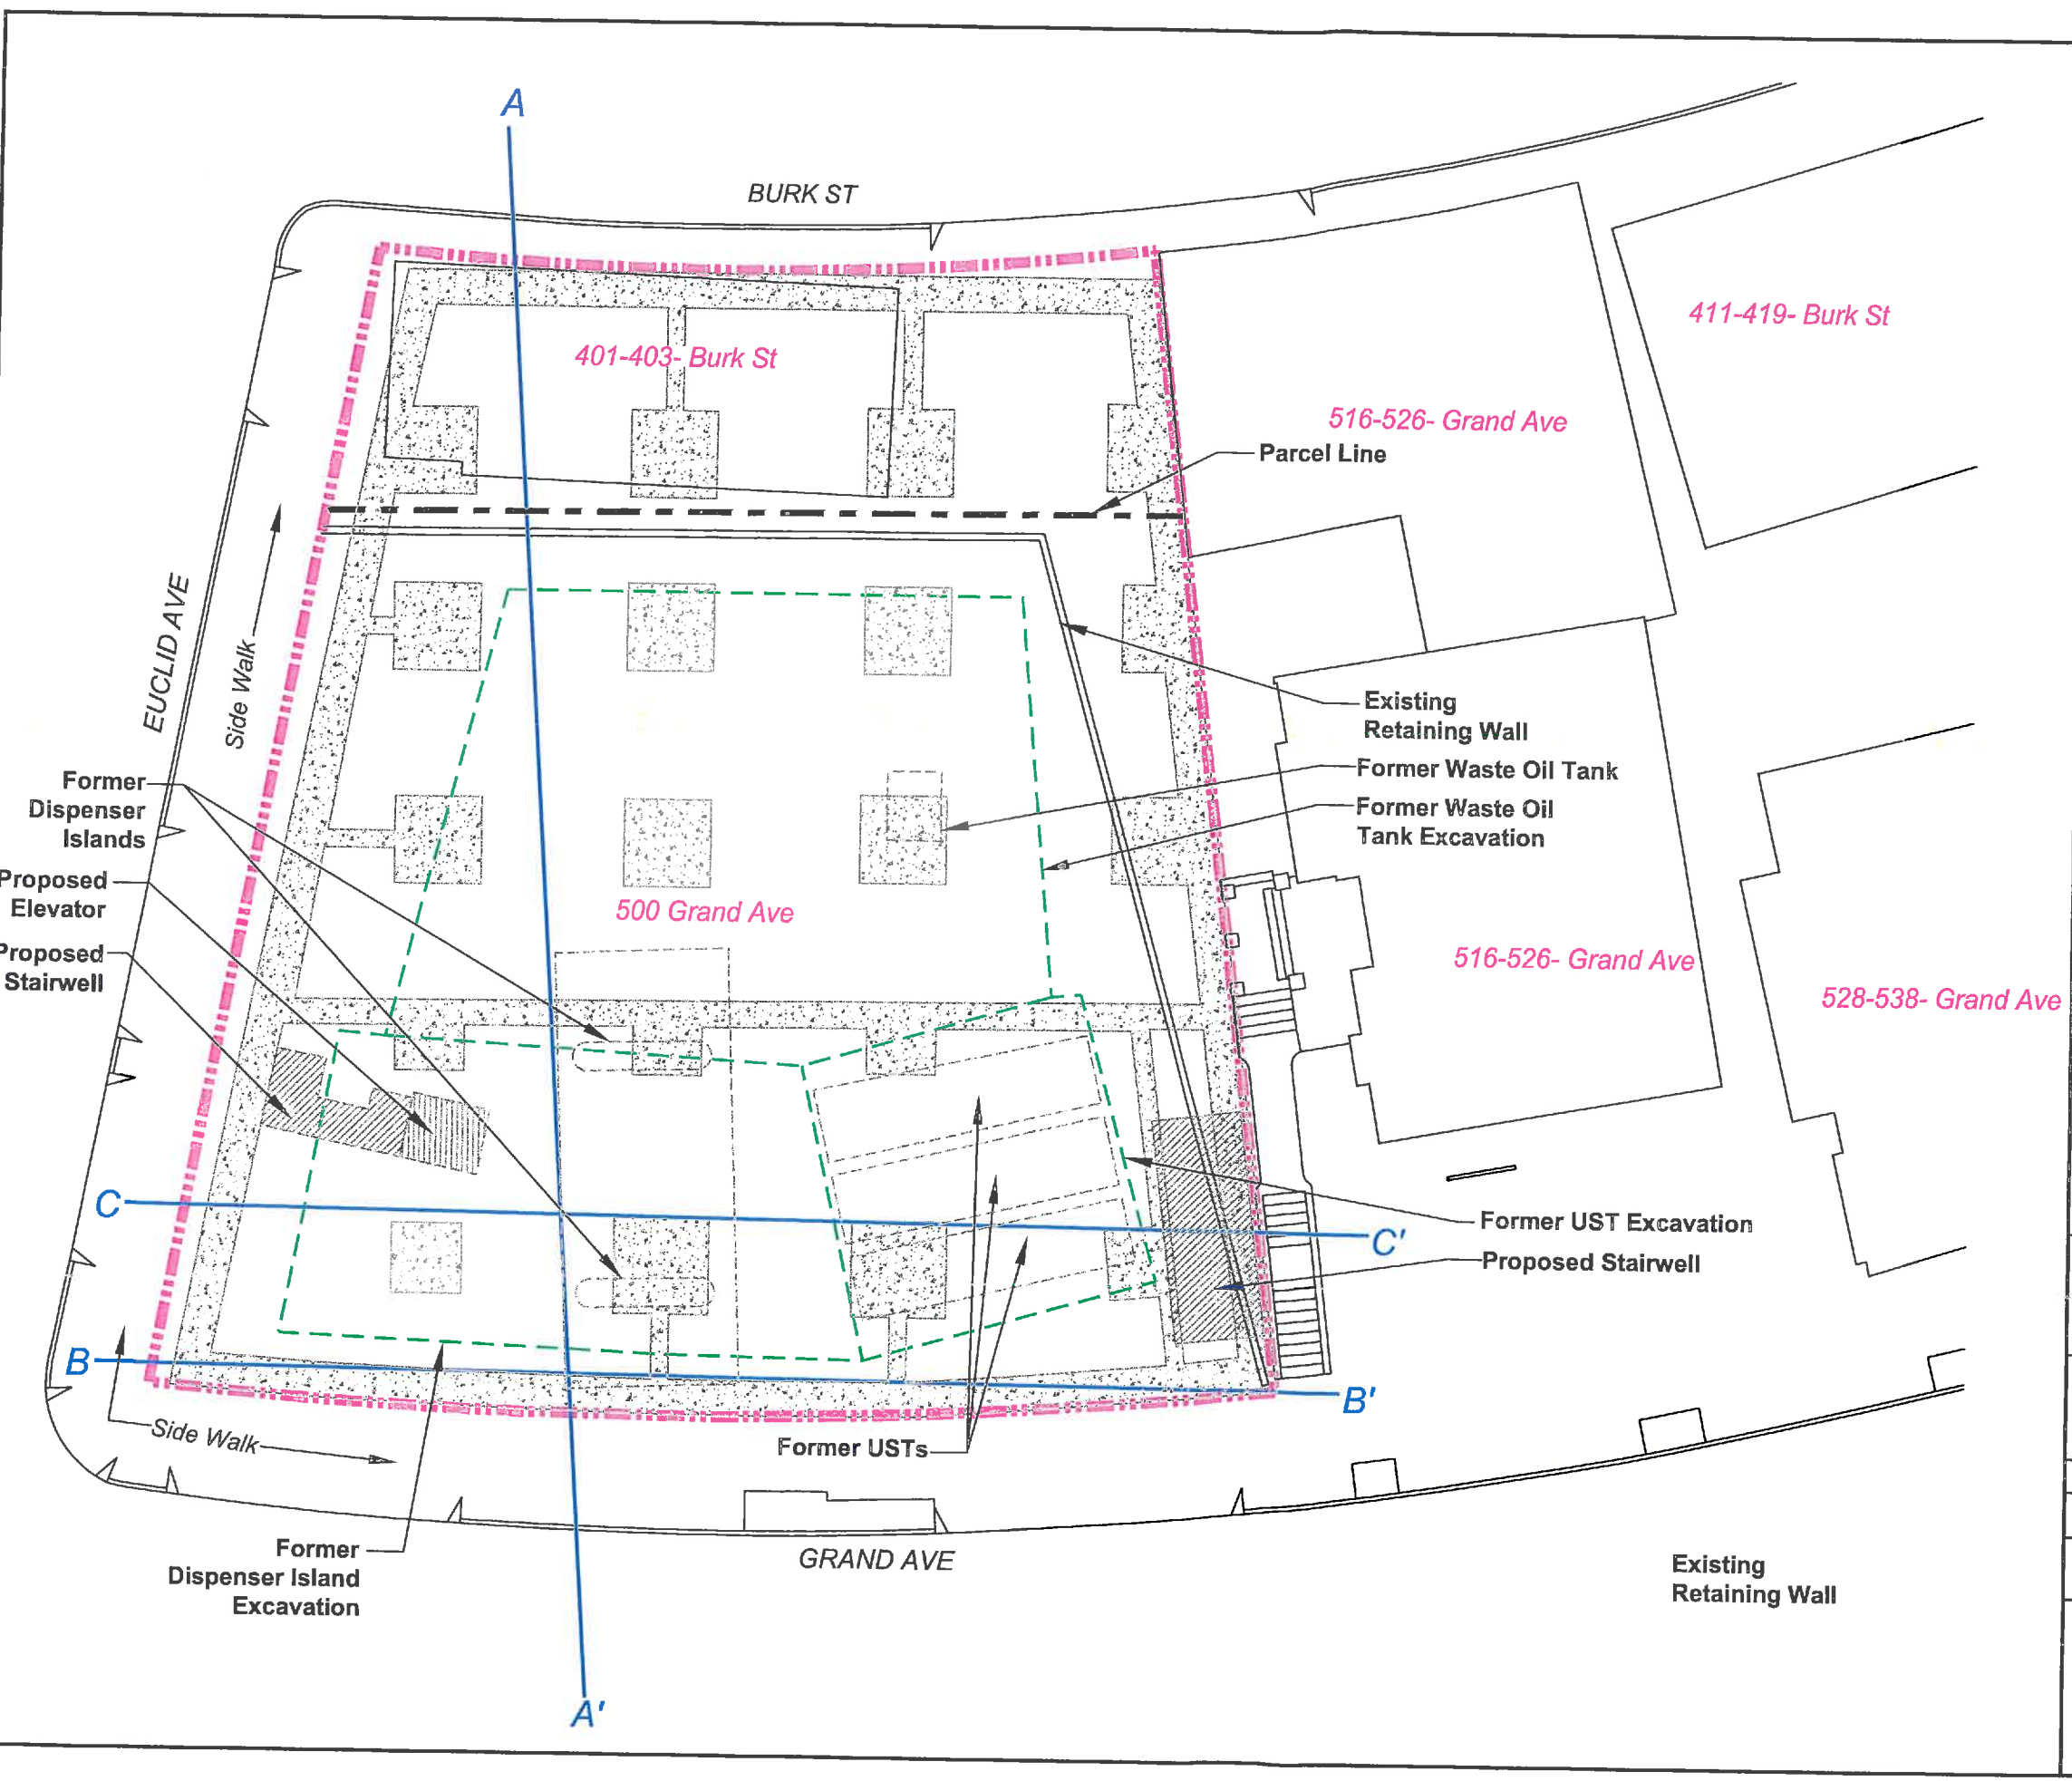 A
BURK ST
411-419- Burk St
401-403- Burk St
516-526- Grand Ave
Parcel Line
EUCLID AVE
Side Walk
Existing
Retaining Wall
Former Waste Oil Tank
Former Waste Oil
Tank Excavation
Former
Dispenser
Islands
Proposed
Elevator
Proposed
Stairwell
500 Grand Ave
516-526- Grand Ave
528-538- Grand Ave
C
C'
Former UST Excavation
Proposed Stairwell
B
B'
Side Walk
Former USTs
Former
Dispenser Island
Excavation
GRAND AVE
Existing
Retaining Wall
A'